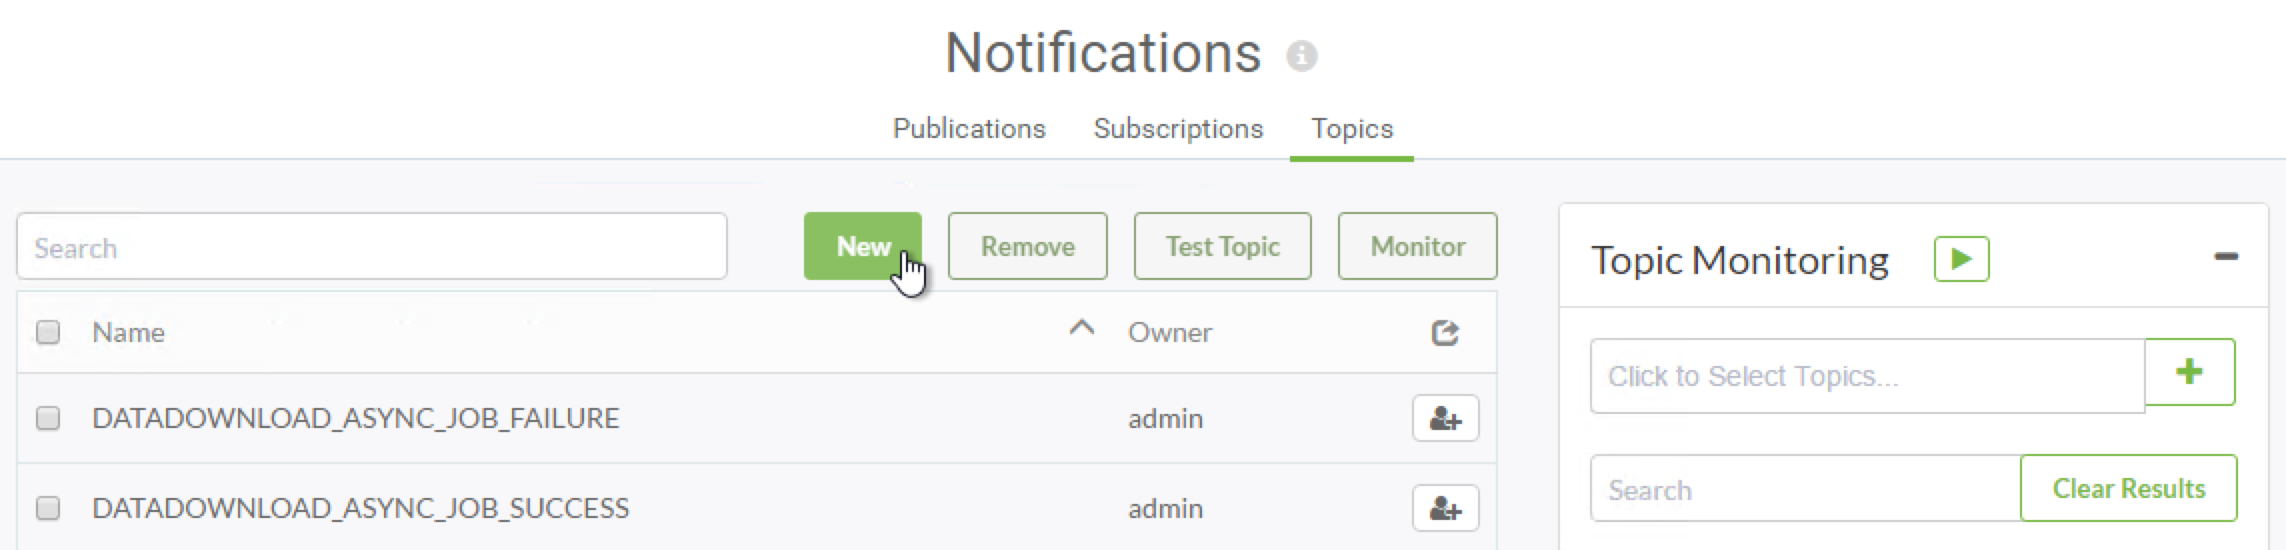 Notifications
Publications Subscriptions Topics
Search New Remove Test Topic Monitor
Name Owner
DATADOWNLOAD_ASYNC_JOB_FAILURE admin
DATADOWNLOAD_ASYNC_JOB_SUCCESS admin
Topic Monitoring
Click to Select Topics...
Search Clear Results